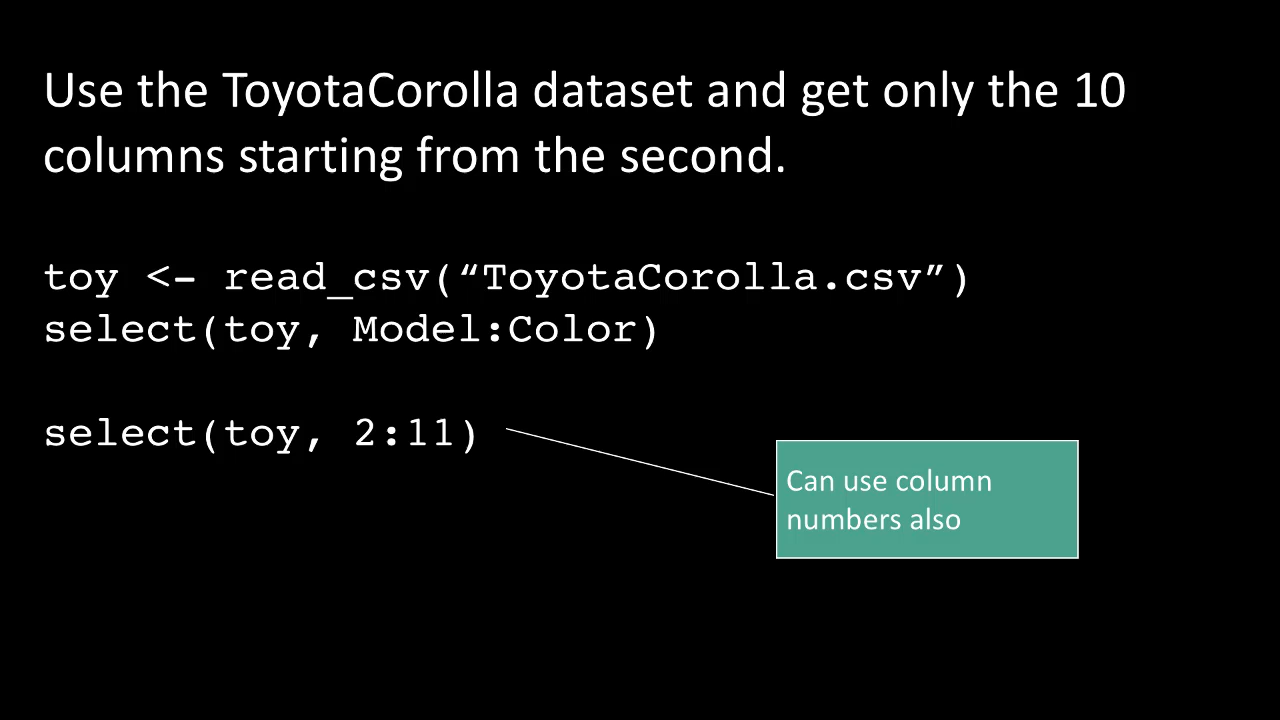 Use the ToyotaCorolla dataset and get only the 10
columns starting from the second.
toy <- read_csv(“ToyotaCorolla.csv”)
select(toy, Model:Color)
select(toy, 2:11)
Can use column
numbers also